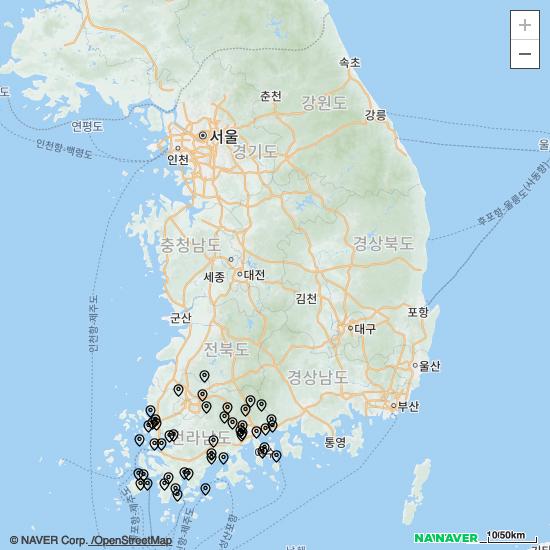 +
−
속초
춘천
강원도
강릉
연평도
서울
인천
경기도
인천항-백령도
후포항-울릉도(사동항)
충청남도
경상북도
세종
대전
인천항-제주도
김천
군산
포항
대구
전북도
울산
경상남도
부산
전라남도
통영
© NAVER Corp. /OpenStreetMap
NAVER
10/50km